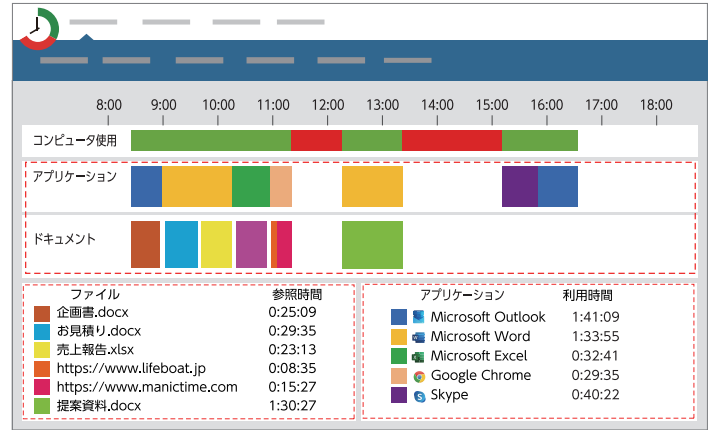 8:00 9:00 10:00 11:00 12:00 13:00 14:00 15:00 16:00 17:00 18:00
コンピュータ使用
アプリケーション
ドキュメント
ファイル 参照時間
企画書.docx 0:25:09
お見積り.docx 0:29:35
売上報告.xlsx 0:23:13
https://www.lifeboat.jp 0:08:35
https://www.manictime.com 0:15:27
提案資料.docx 1:30:27
アプリケーション 利用時間
Microsoft Outlook 1:41:09
Microsoft Word 1:33:55
Microsoft Excel 0:32:41
Google Chrome 0:29:35
Skype 0:40:22